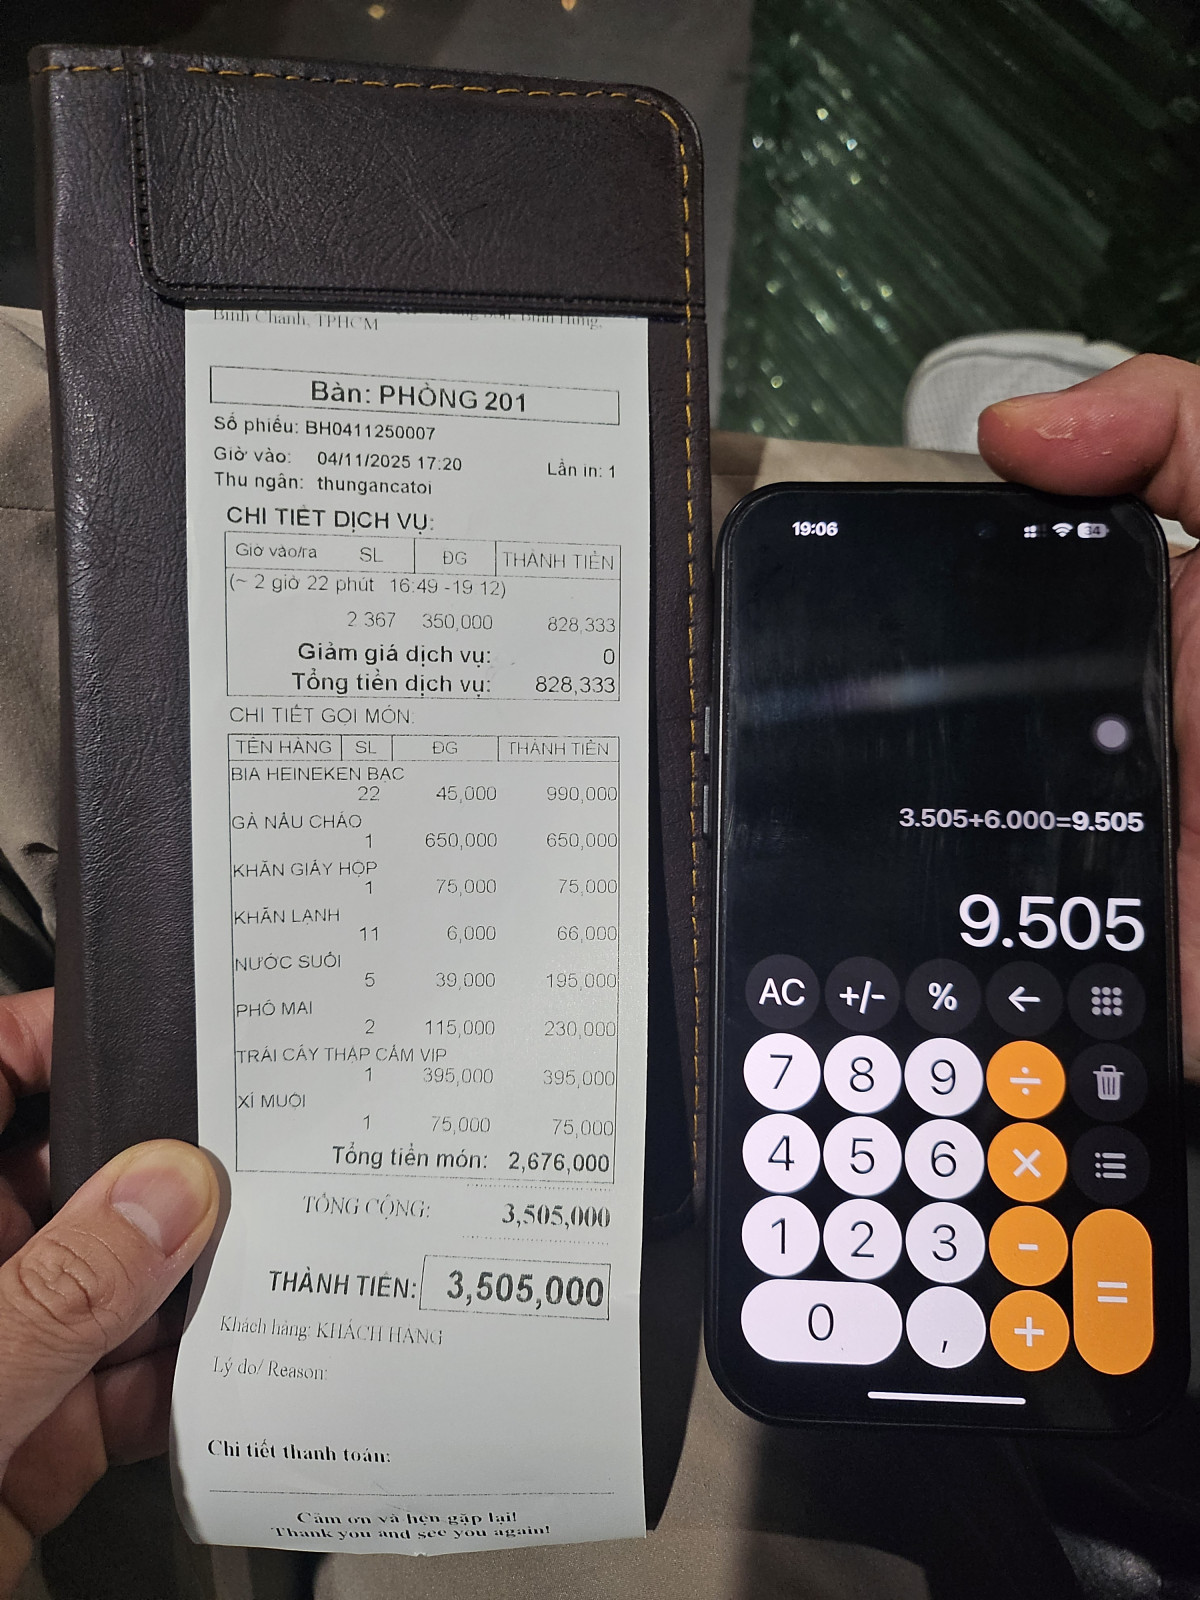 Bình Chánh, TPHCM Bình Hưng,
Bàn: PHÒNG 201
Số phiếu: BH0411250007
Giờ vào: 04/11/2025 17:20 Lần in: 1
Thu ngân: thungancatoi
CHI TIẾT DỊCH VỤ:
Giờ vào/ra SL ĐG THÀNH TIỀN
(~ 2 giờ 22 phút 16:49 -19 12)
2 367 350,000 828,333
Giảm giá dịch vụ: 0
Tổng tiền dịch vụ: 828,333
CHI TIẾT GỌI MÓN:
TÊN HÀNG SL ĐG THÀNH TIỀN
BIA HEINEKEN BẠC
22 45,000 990,000
GÀ NẤU CHÁO
1 650,000 650,000
KHĂN GIẤY HỘP
1 75,000 75,000
KHĂN LẠNH
11 6,000 66,000
NƯỚC SUỐI
5 39,000 195,000
PHÔ MAI
2 115,000 230,000
TRÁI CÂY THẬP CẨM VIP
1 395,000 395,000
XÍ MUỘI
1 75,000 75,000
Tổng tiền món: 2,676,000
TỔNG CỘNG: 3,505,000
THÀNH TIỀN: 3,505,000
Khách hàng: KHÁCH HÀNG
Lý do/ Reason:
Chi tiết thanh toán:
Cảm ơn và hẹn gặp lại!
Thank you and see you again!
19:06 34
3.505+6.000=9.505
9.505
AC +/- % ←
7 8 9 ÷
4 5 6 ×
1 2 3 -
0 , + =